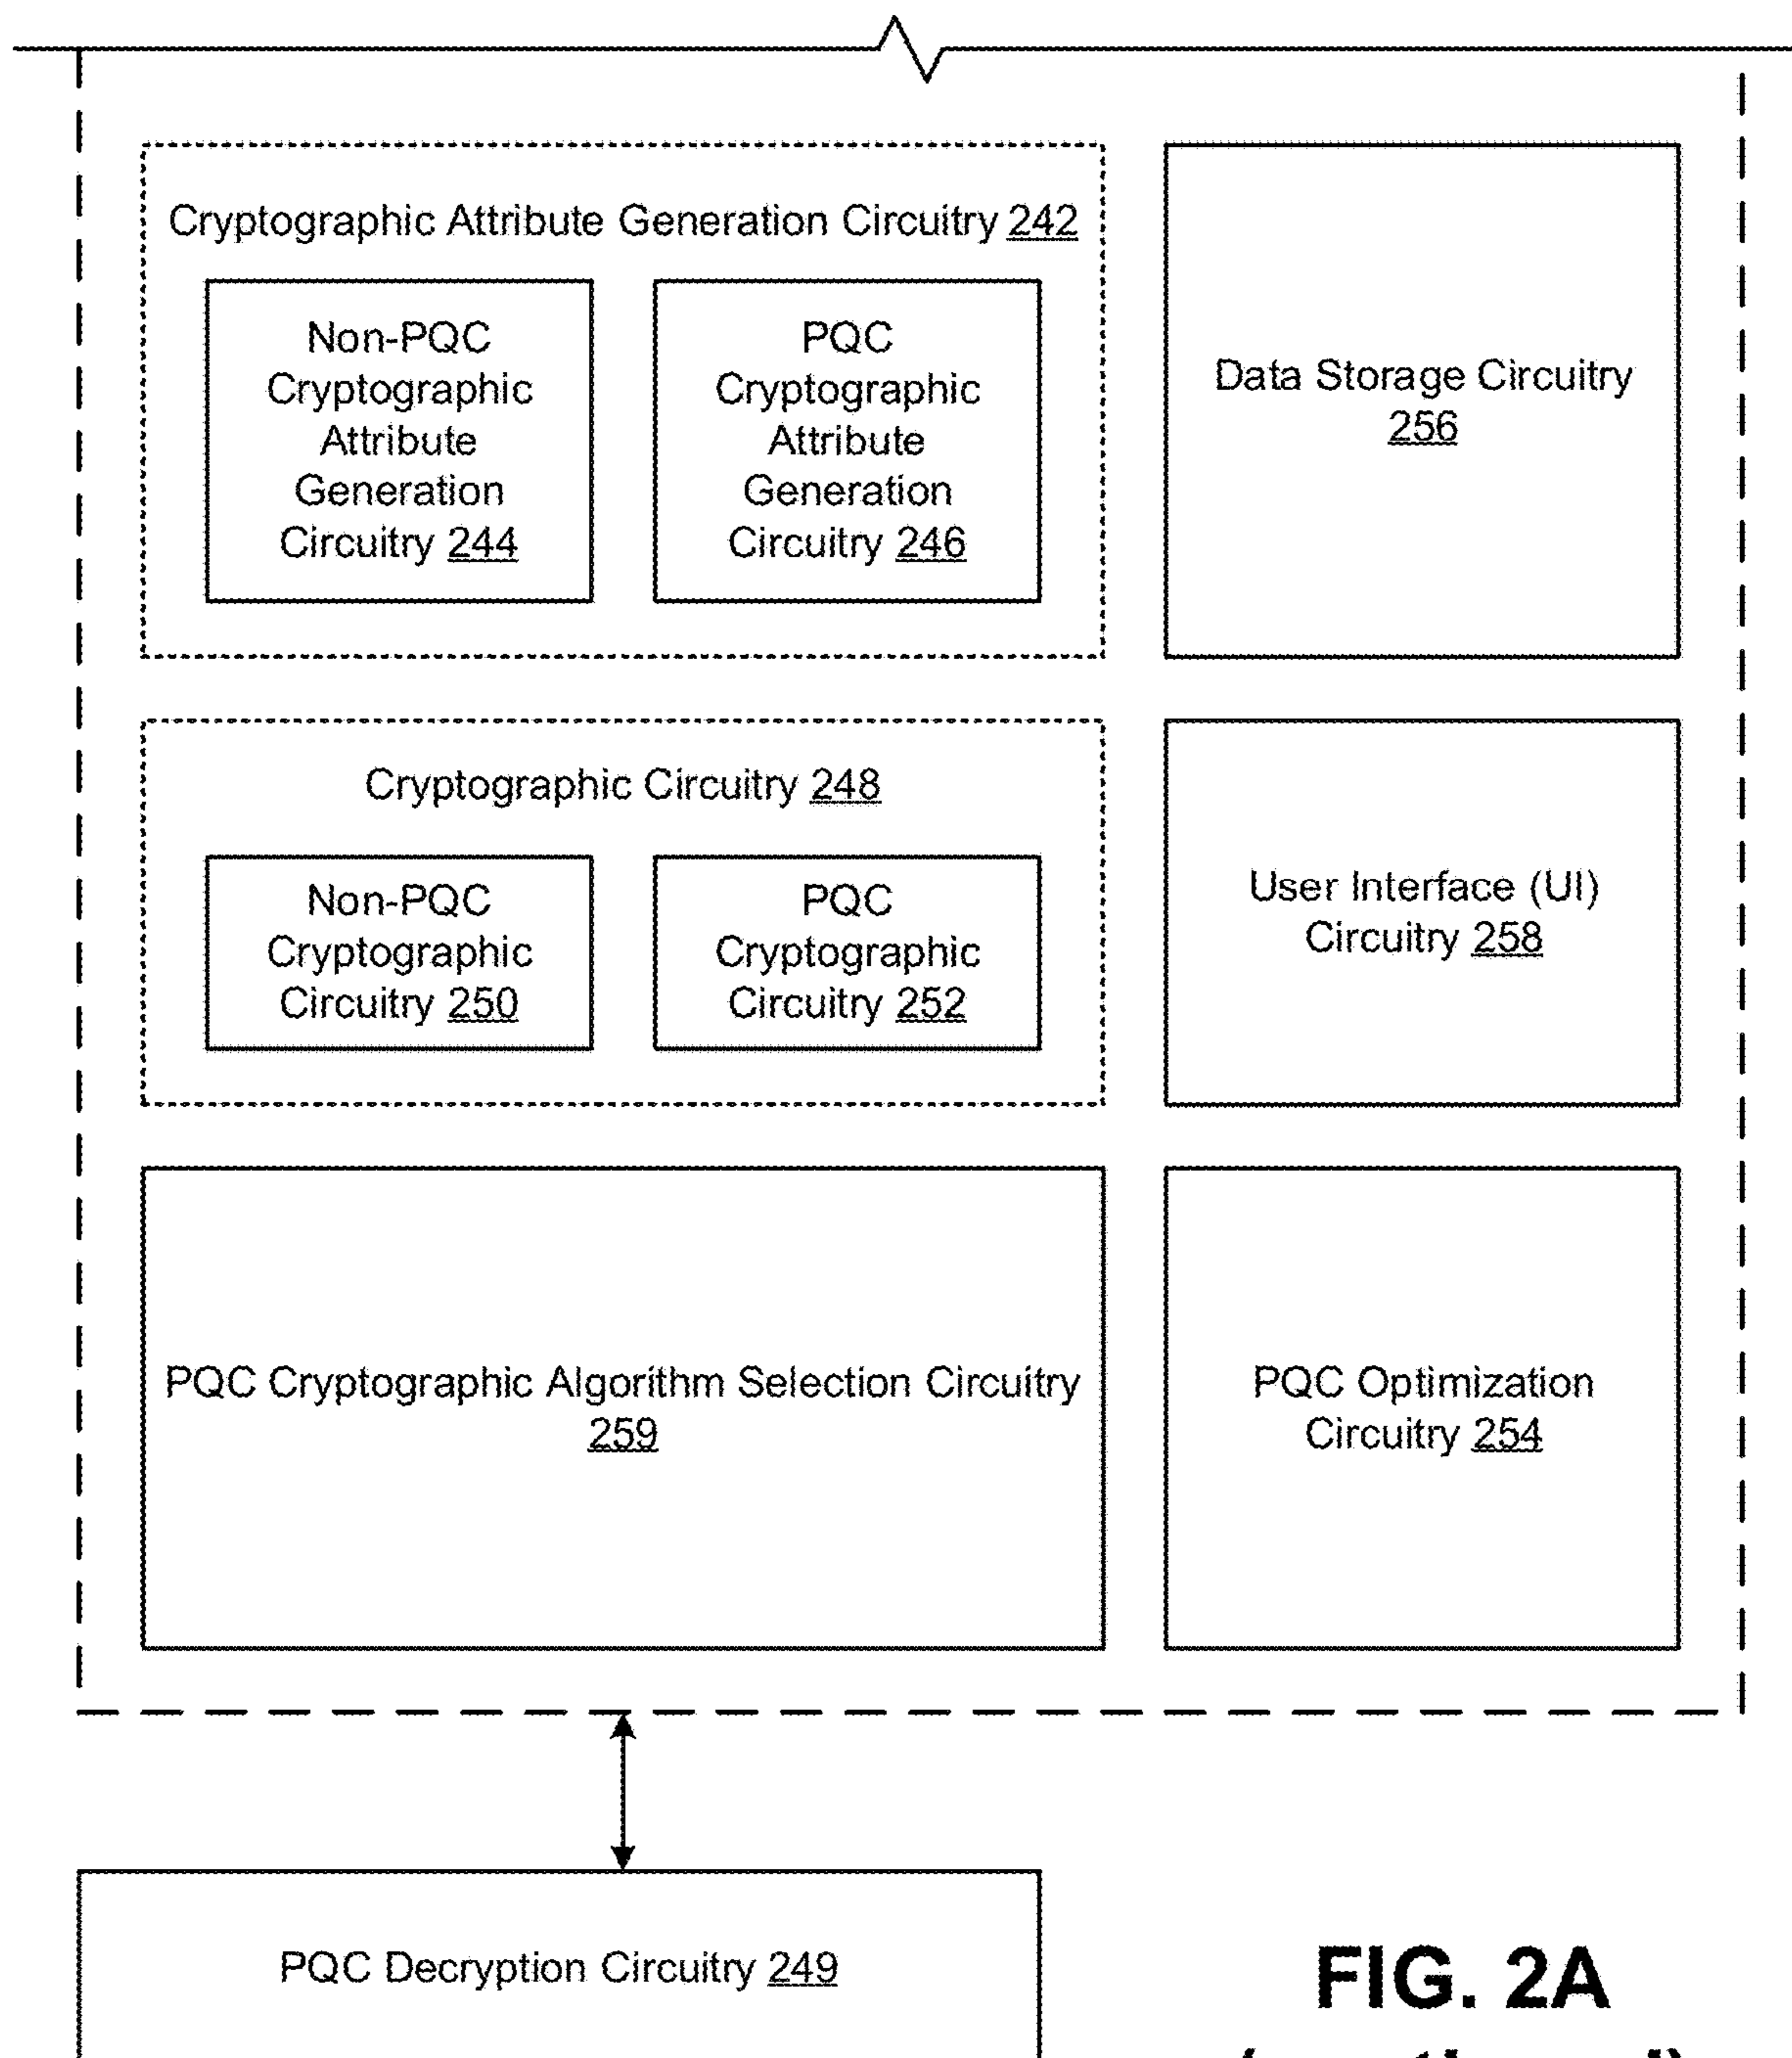 Cryptographic Attribute Generation Circuitry 242
Non-PQC
Cryptographic
Attribute
Generation
Circuitry 244
PQC
Cryptographic
Attribute
Generation
Circuitry 246
Data Storage Circuitry
256
Cryptographic Circuitry 248
Non-PQC
Cryptographic
Circuitry 250
PQC
Cryptographic
Circuitry 252
User Interface (UI)
Circuitry 258
PQC Cryptographic Algorithm Selection Circuitry
259
PQC Optimization
Circuitry 254
PQC Decryption Circuitry 249
FIG. 2A